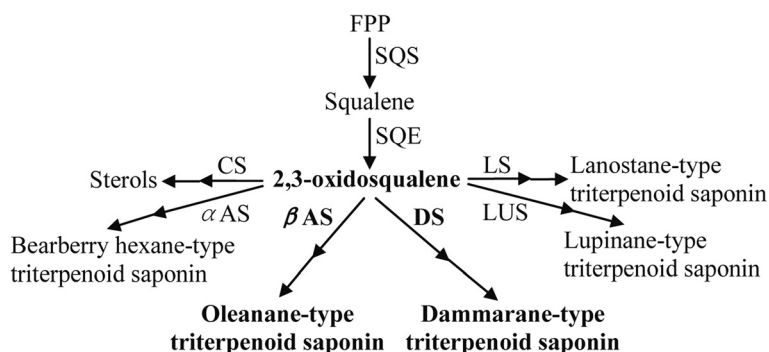 FPP
SQS
Squalene
SQE
CS
LS
Sterols
2,3-oxidosqualene
Lanostane-type
triterpenoid saponin
αAS
βAS
DS
LUS
Bearberry hexane-type
triterpenoid saponin
Lupinane-type
triterpenoid saponin
Oleanane-type
triterpenoid saponin
Dammarane-type
triterpenoid saponin